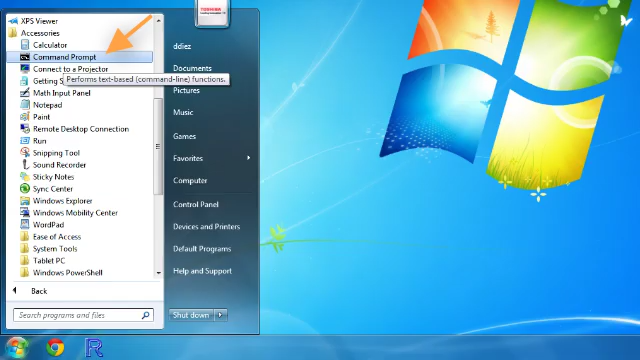 XPS Viewer
Accessories
Calculator
Command Prompt
Connect to a Projector
Performs text-based (command-line) functions.
Getting S
Math Input Panel
Notepad
Paint
Remote Desktop Connection
Run
Snipping Tool
Sound Recorder
Sticky Notes
Sync Center
Windows Explorer
Windows Mobility Center
WordPad
Ease of Access
System Tools
Tablet PC
Windows PowerShell
Back
Search programs and files
TOSHIBA
ddiez
Documents
Pictures
Music
Games
Favorites
Computer
Control Panel
Devices and Printers
Default Programs
Help and Support
Shut down
R